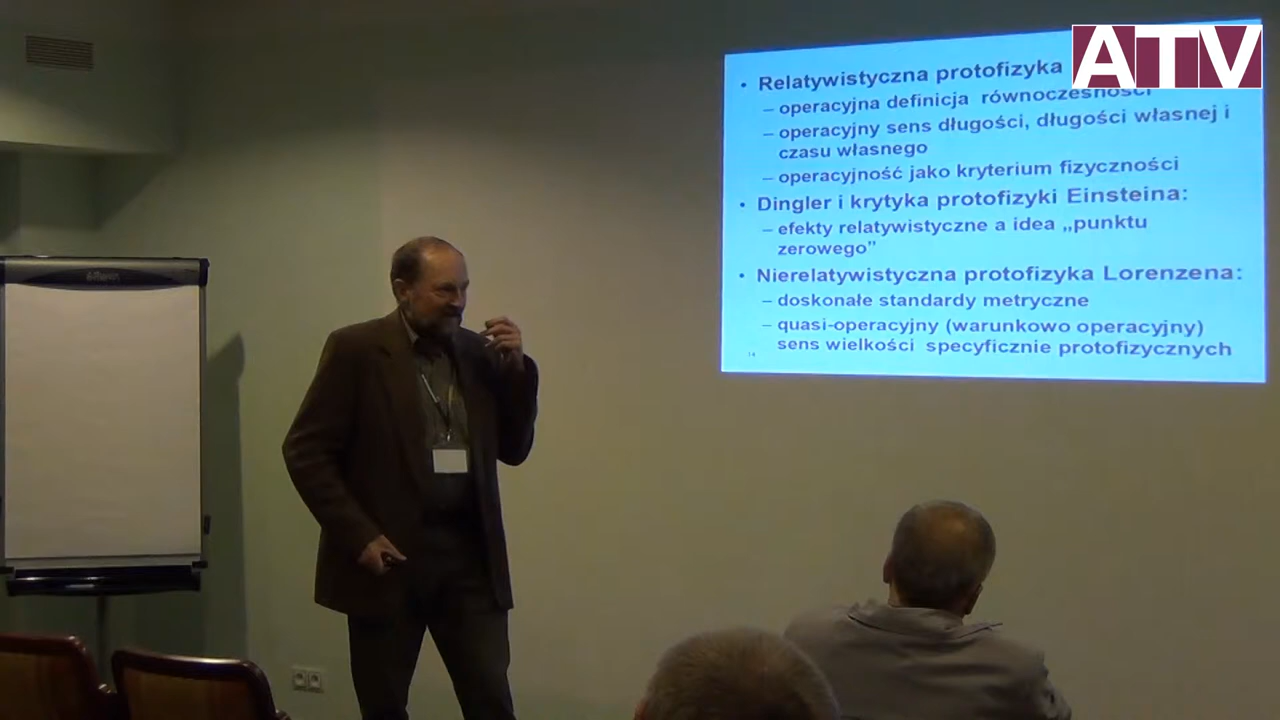 ATV
• Relatywistyczna protofizyka
– operacyjna definicja równoczesności
– operacyjny sens długości, długości własnej i
czasu własnego
– operacyjność jako kryterium fizyczności
• Dingler i krytyka protofizyki Einsteina:
– efekty relatywistyczne a idea „punktu
zerowego”
• Nierelatywistyczna protofizyka Lorenzena:
– doskonałe standardy metryczne
– quasi-operacyjny (warunkowo operacyjny)
sens wielkości specyficznie protofizycznych